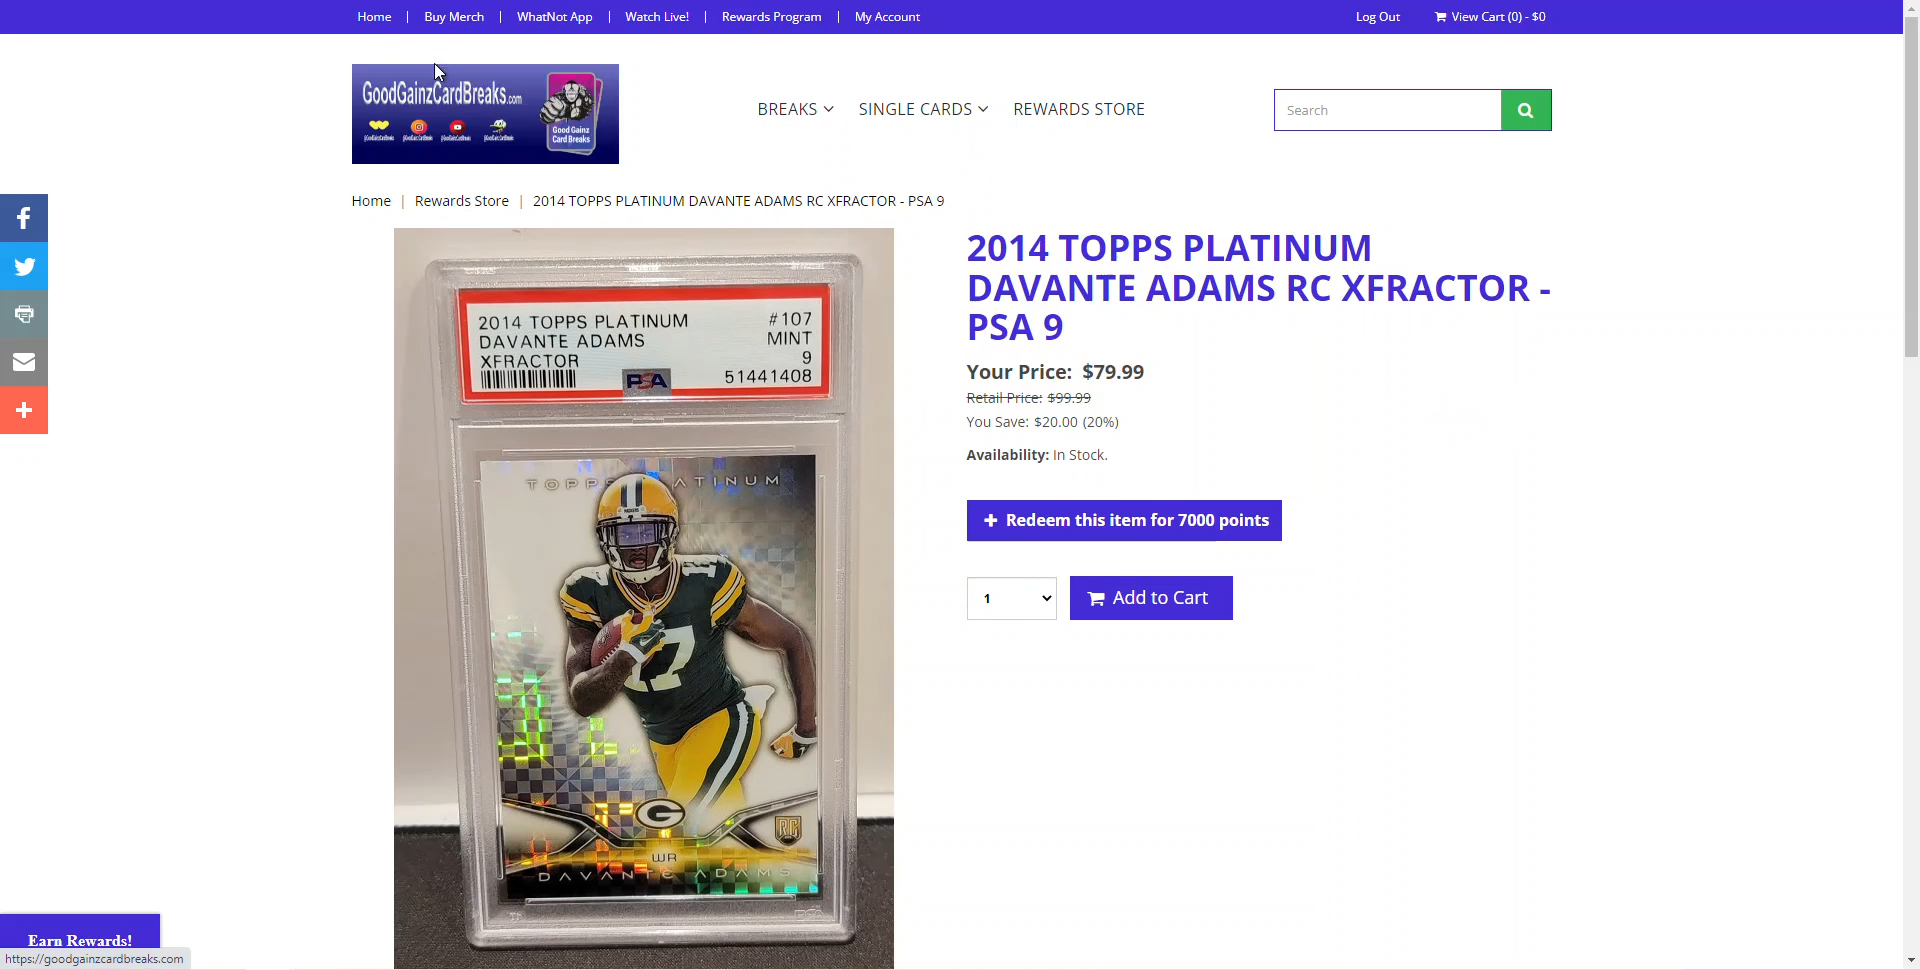 Home | Buy Merch | WhatNot App | Watch Live! | Rewards Program | My Account
Log Out
View Cart (0) - $0
GoodGainzCardBreaks.com
Good Gainz
Card Breaks
BREAKS
SINGLE CARDS
REWARDS STORE
Search
Home | Rewards Store | 2014 TOPPS PLATINUM DAVANTE ADAMS RC XFRACTOR - PSA 9
2014 TOPPS PLATINUM
DAVANTE ADAMS
XFRACTOR
#107
MINT
9
51441408
PSA
TOPPS PLATINUM
PACKERS
17
G
RC
WR
DAVANTE ADAMS
2014 TOPPS PLATINUM
DAVANTE ADAMS RC XFRACTOR -
PSA 9
Your Price: $79.99
Retail Price: $99.99
You Save: $20.00 (20%)
Availability: In Stock.
Redeem this item for 7000 points
1
Add to Cart
Earn Rewards!
https://goodgainzcardbreaks.com